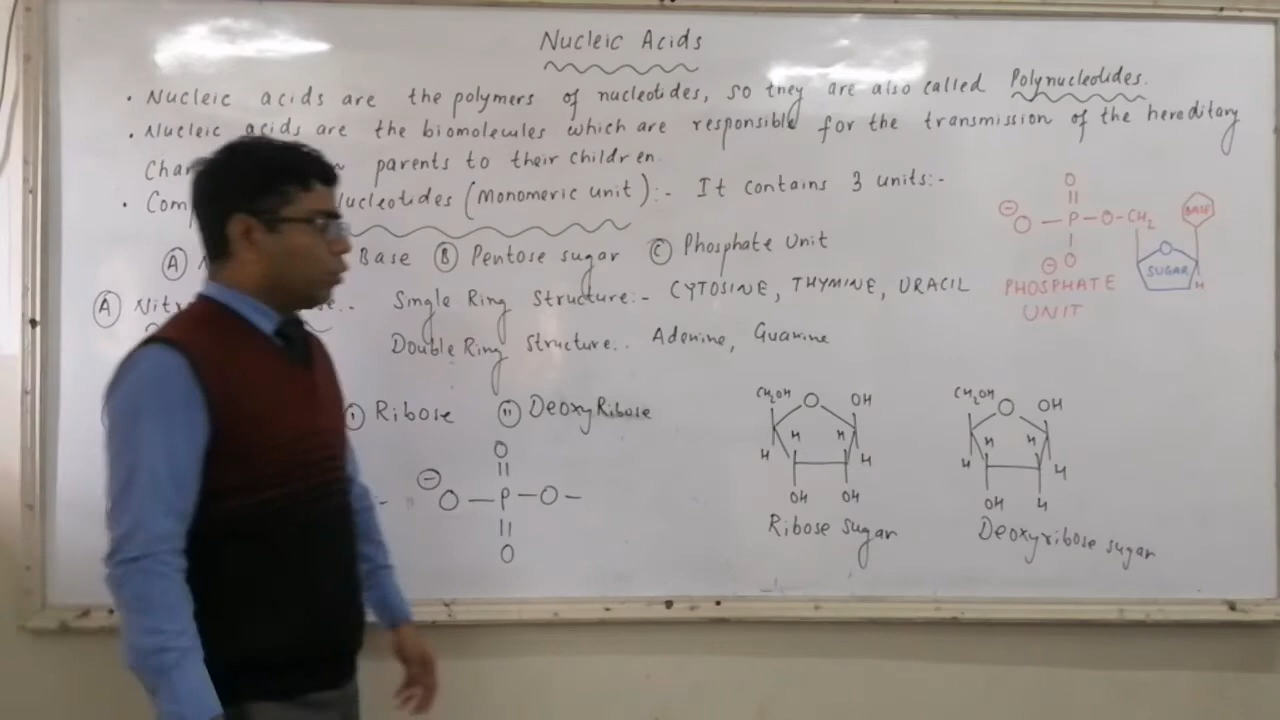 Nucleic Acids
• Nucleic acids are the polymers of nucleotides, so they are also called Polynucleotides.
• Nucleic acids are the biomolecules which are responsible for the transmission of the hereditary
parents to their children.
• Nucleotides (Monomeric unit):- It contains 3 units:-
(A) Base (B) Pentose sugar (C) Phosphate Unit
(A) Single Ring Structure:- CYTOSINE, THYMINE, URACIL
Double Ring Structure.. Adenine, Guanine
(I) Ribose (II) DeoxyRibose
O
||
⊖O — P — O —
||
O
O
||
⊖O — P — O — CH2
|
⊖O
BASE
O
SUGAR
H
PHOSPHATE
UNIT
CH2OH O OH
H H
H H
OH OH
Ribose sugar
CH2OH O OH
H H
H H
OH H
Deoxyribose sugar